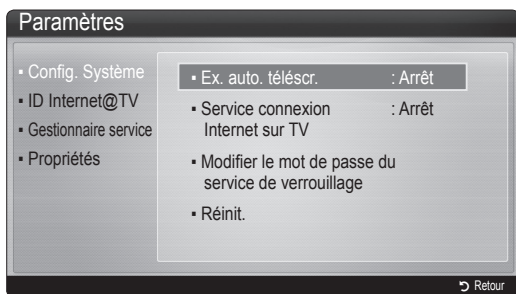 Paramètres
▪ Config. Système
▪ ID Internet@TV
▪ Gestionnaire service
▪ Propriétés
▪ Ex. auto. téléscr. : Arrêt
▪ Service connexion : Arrêt
Internet sur TV
▪ Modifier le mot de passe du
service de verrouillage
▪ Réinit.
Retour